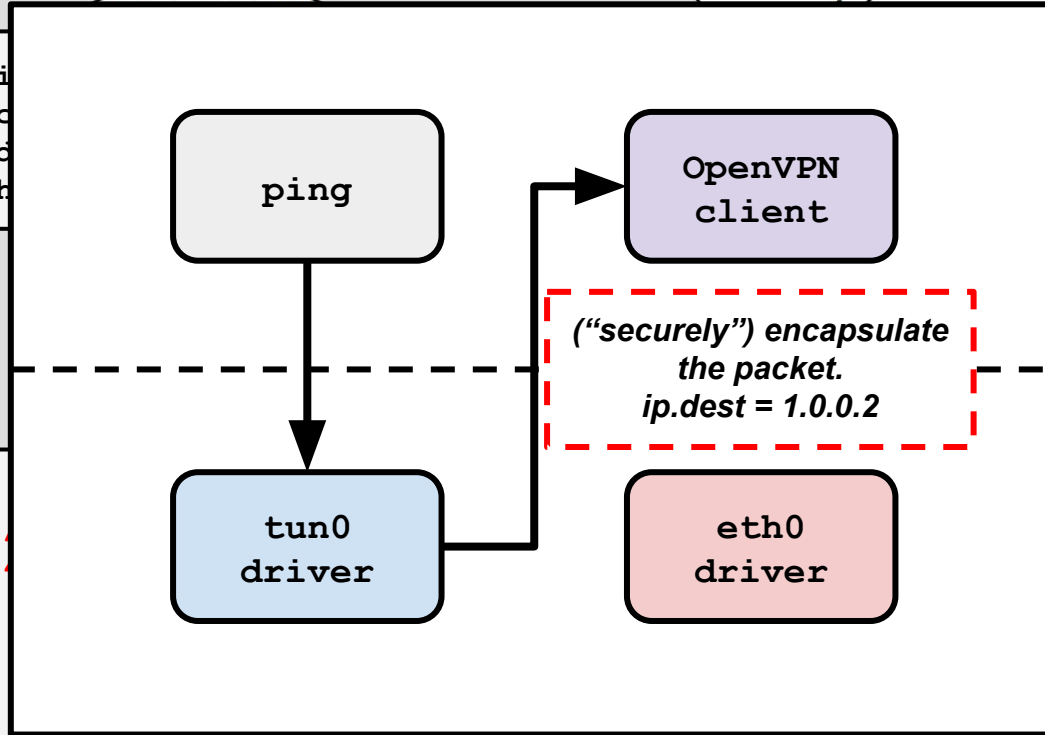 ping
OpenVPN
client
(“securely”) encapsulate
the packet.
ip.dest = 1.0.0.2
tun0
driver
eth0
driver